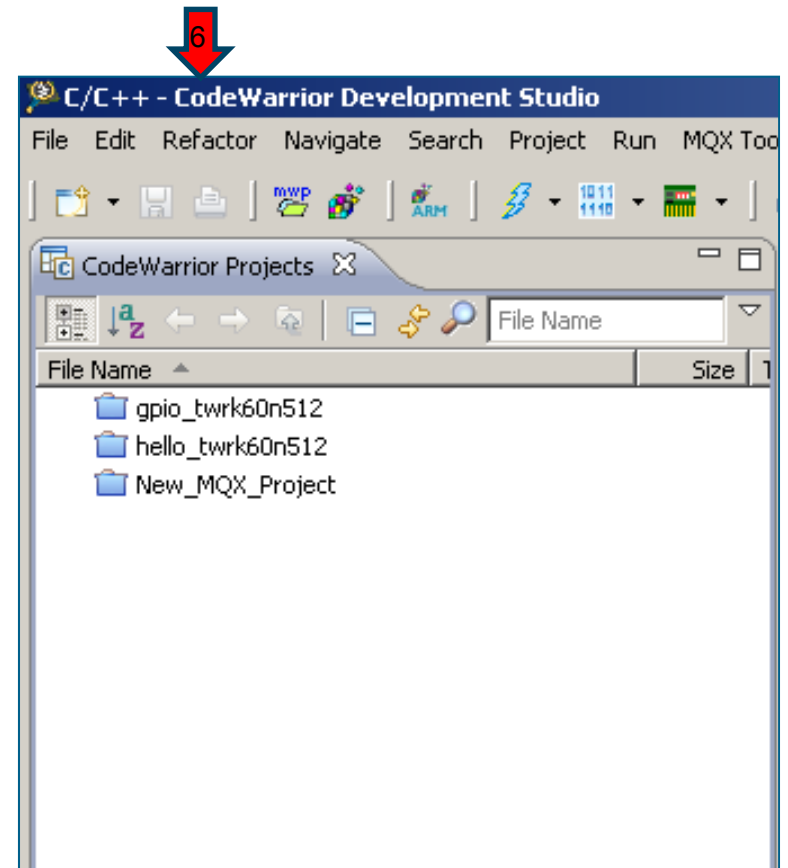 6
C/C++ - CodeWarrior Development Studio
File Edit Refactor Navigate Search Project Run MQX Too
mwp ARM 1011 1110
CodeWarrior Projects
a z File Name
File Name Size T
gpio_twrk60n512
hello_twrk60n512
New_MQX_Project